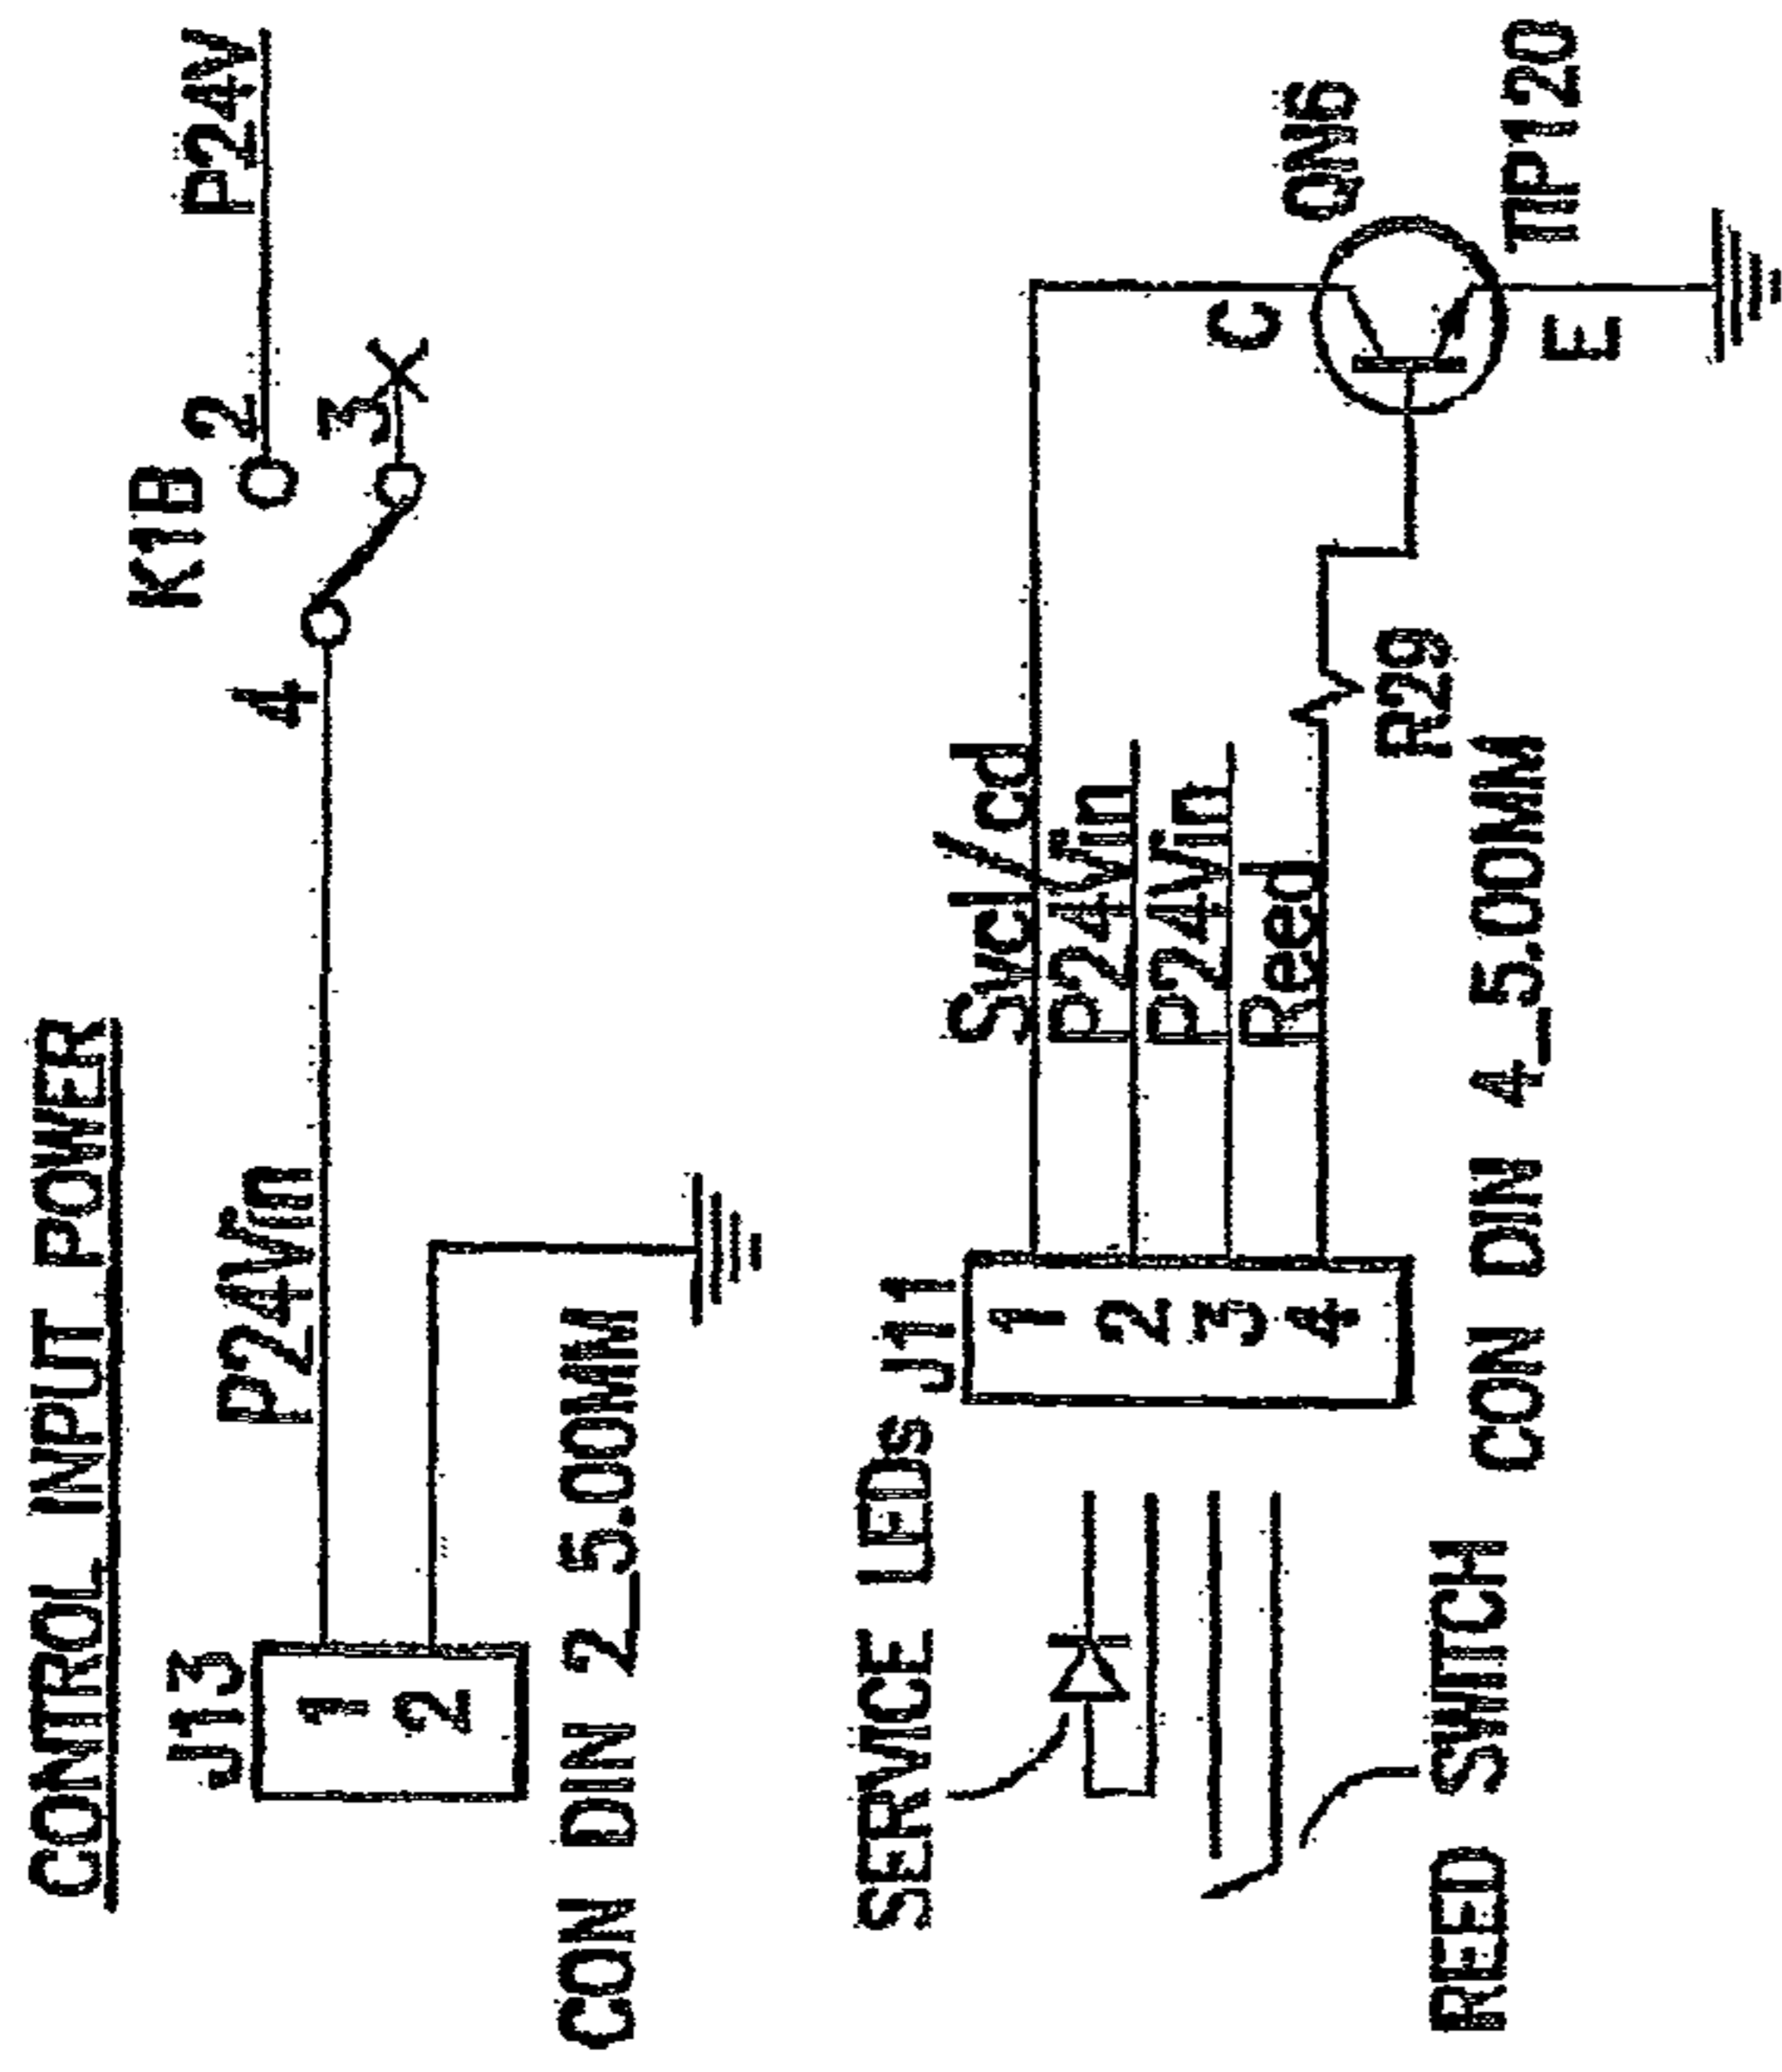 CONTROL INPUT POWER
J13
1
2
P24Vin
4
K1B
2
3
P24V
CON DIN 2_5.00MM
SERVICE LEDs
J11
1
2
3
4
Svcl/cd
P24Vin
P24Vin
Reed
R29
C
E
QN6
TIP120
CON DIN 4_5.00MM
REED SWITCH